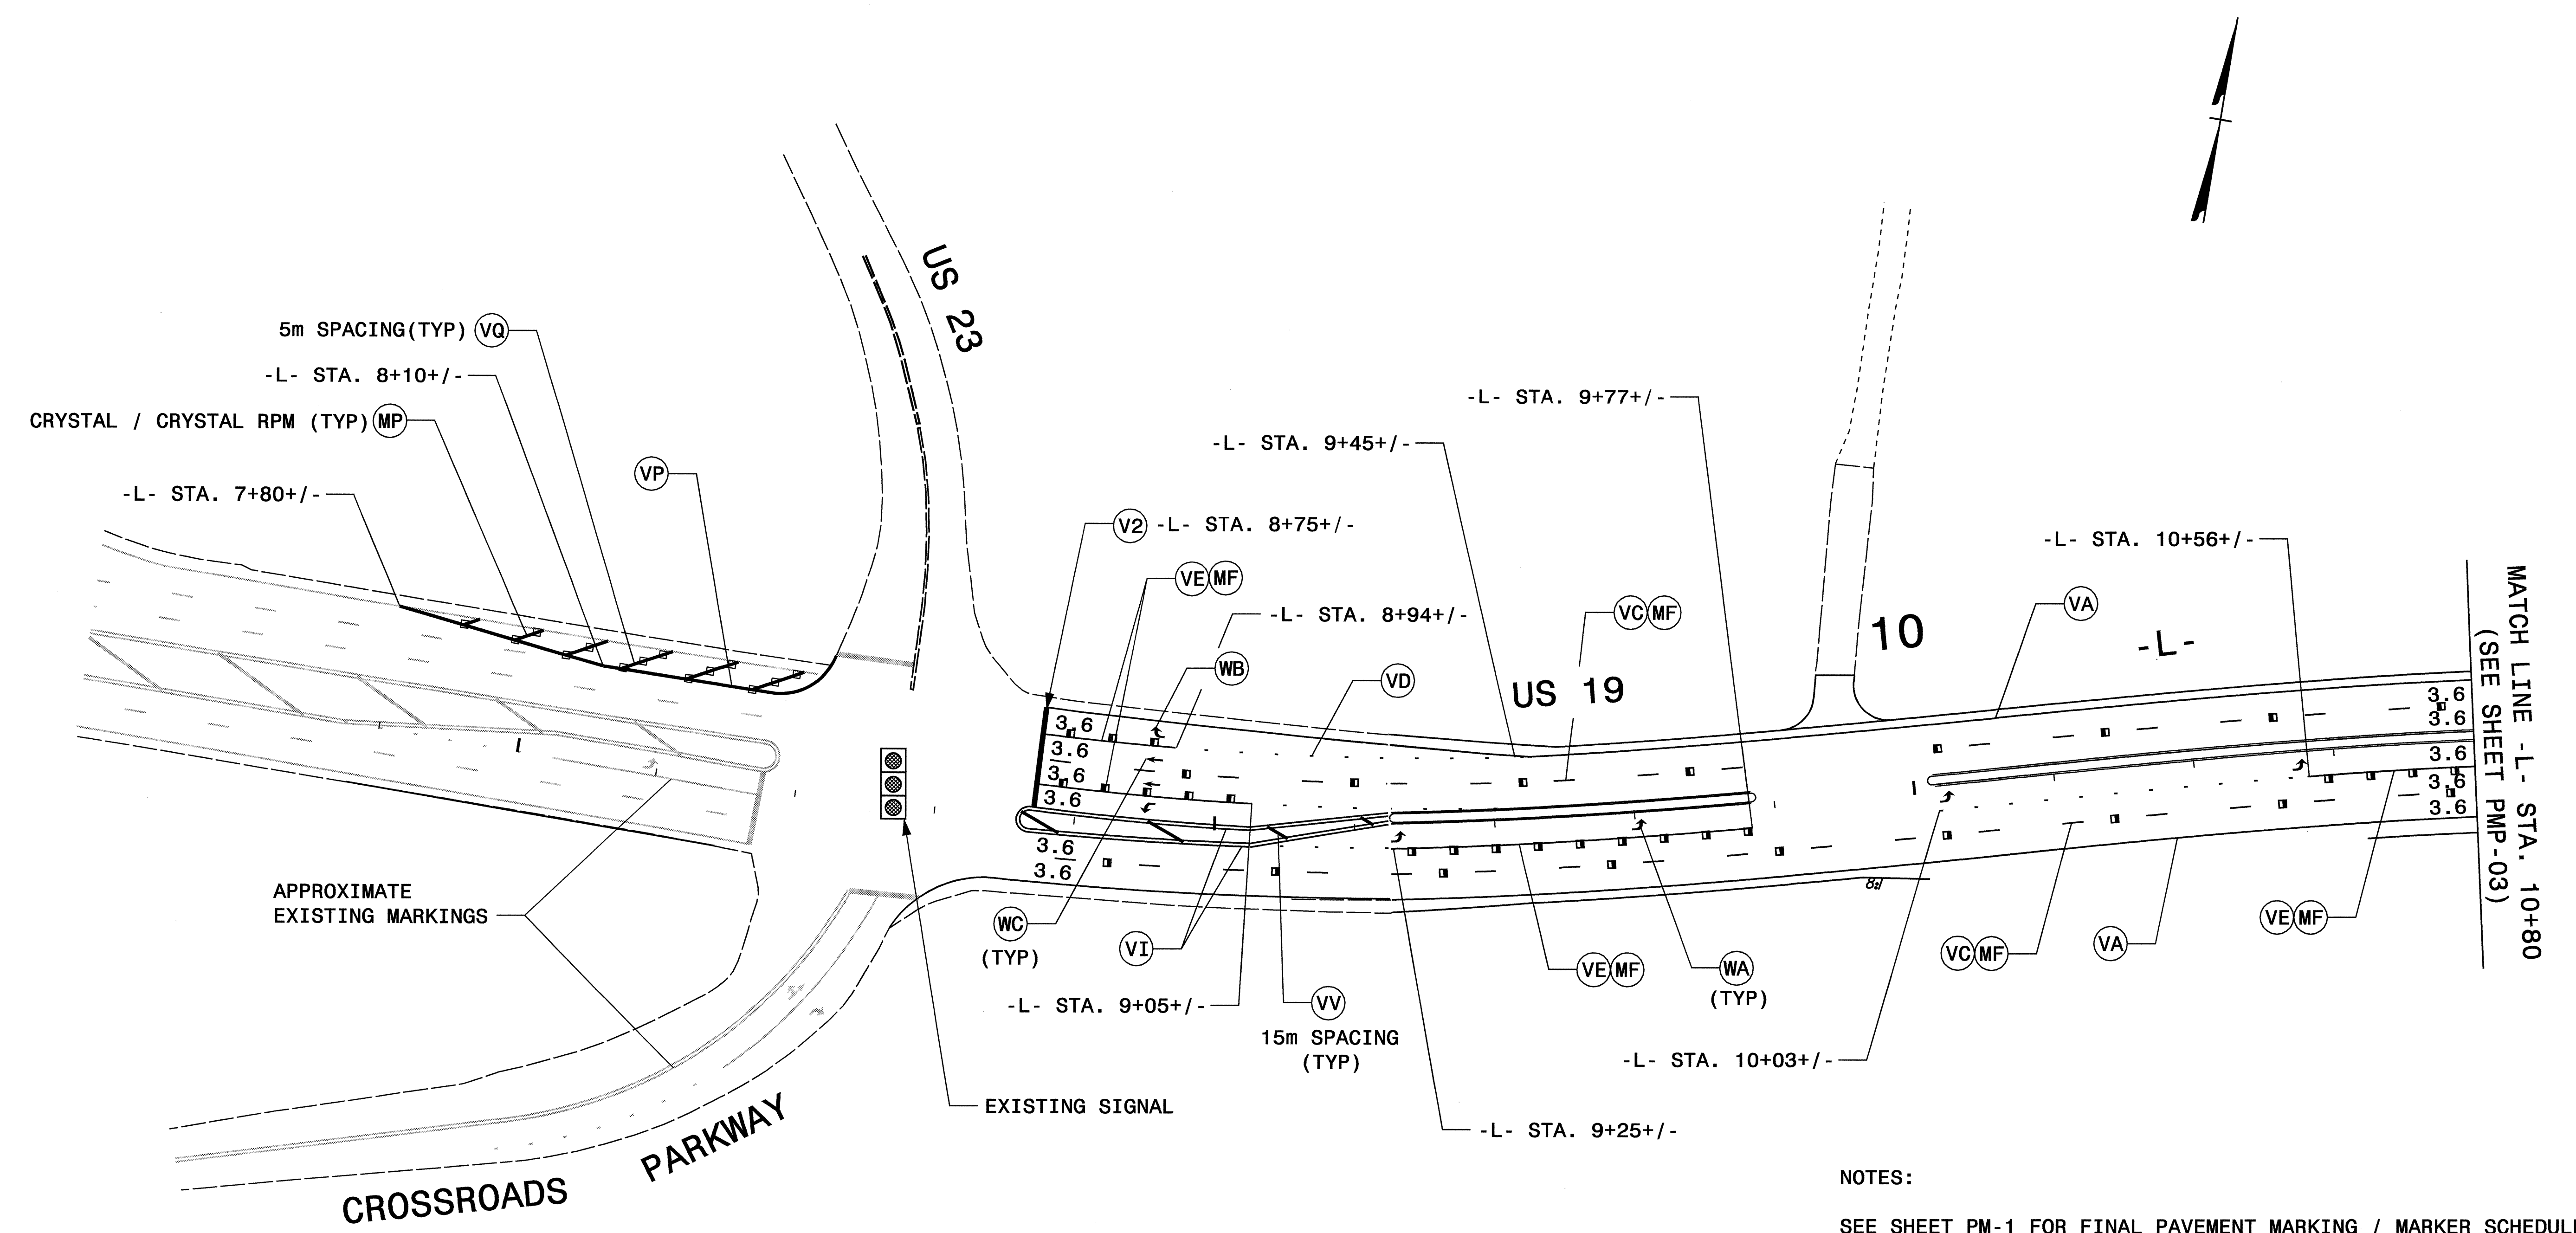 US 23
5m SPACING(TYP) VQ
-L- STA. 8+10+/-
CRYSTAL / CRYSTAL RPM (TYP) MP
-L- STA. 7+80+/-
VP
-L- STA. 9+77+/-
-L- STA. 9+45+/-
V2 -L- STA. 8+75+/-
VE MF
-L- STA. 8+94+/-
WB
VD
VC MF
US 19
10
-L-
VA
-L- STA. 10+56+/-
MATCH LINE -L- STA. 10+80
(SEE SHEET PMP-03)
3.6
3.6
3.6
3.6
3.6
3.6
3.6
3.6
3.6
3.6
3.6
APPROXIMATE
EXISTING MARKINGS
WC
(TYP)
VI
-L- STA. 9+05+/-
VV
15m SPACING
(TYP)
VE MF
WA
(TYP)
VC MF
VA
VE MF
-L- STA. 10+03+/-
-L- STA. 9+25+/-
EXISTING SIGNAL
CROSSROADS PARKWAY
NOTES:
SEE SHEET PM-1 FOR FINAL PAVEMENT MARKING / MARKER